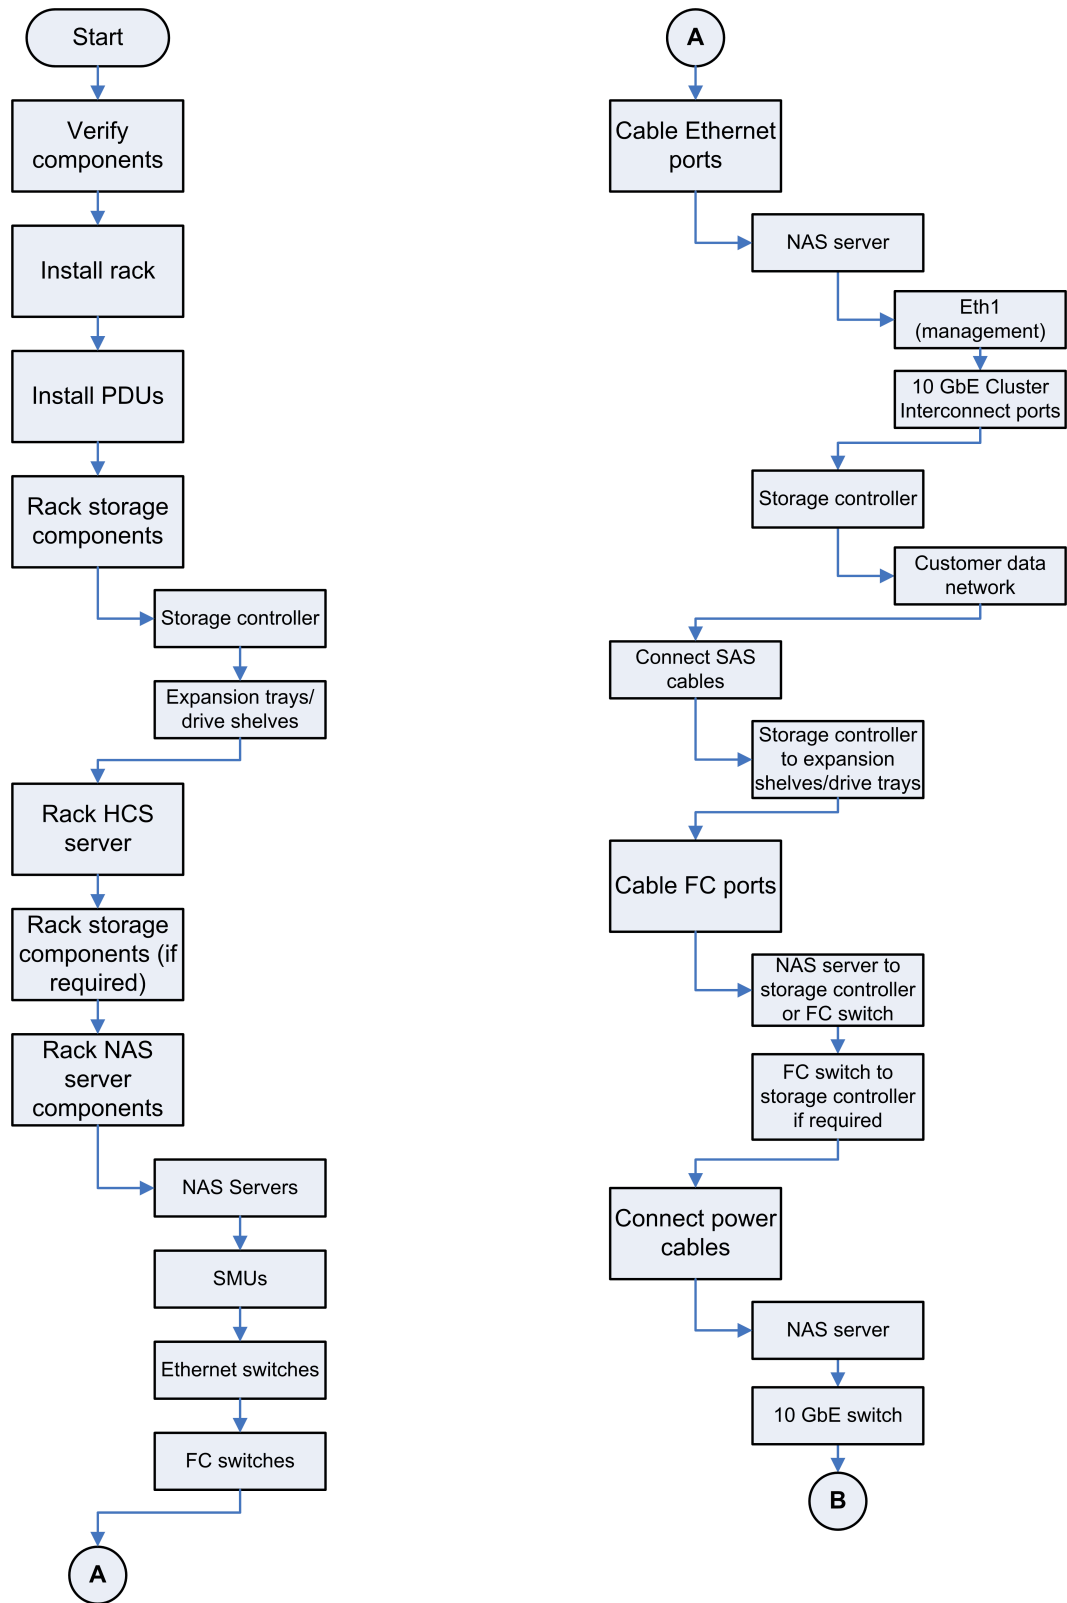 Start
Verify
components
Install rack
Install PDUs
Rack storage
components
Storage controller
Expansion trays/
drive shelves
Rack HCS
server
Rack storage
components (if
required)
Rack NAS
server
components
NAS Servers
SMUs
Ethernet switches
FC switches
A
A
Cable Ethernet
ports
NAS server
Eth1
(management)
10 GbE Cluster
Interconnect ports
Storage controller
Customer data
network
Connect SAS
cables
Storage controller
to expansion
shelves/drive trays
Cable FC ports
NAS server to
storage controller
or FC switch
FC switch to
storage controller
if required
Connect power
cables
NAS server
10 GbE switch
B